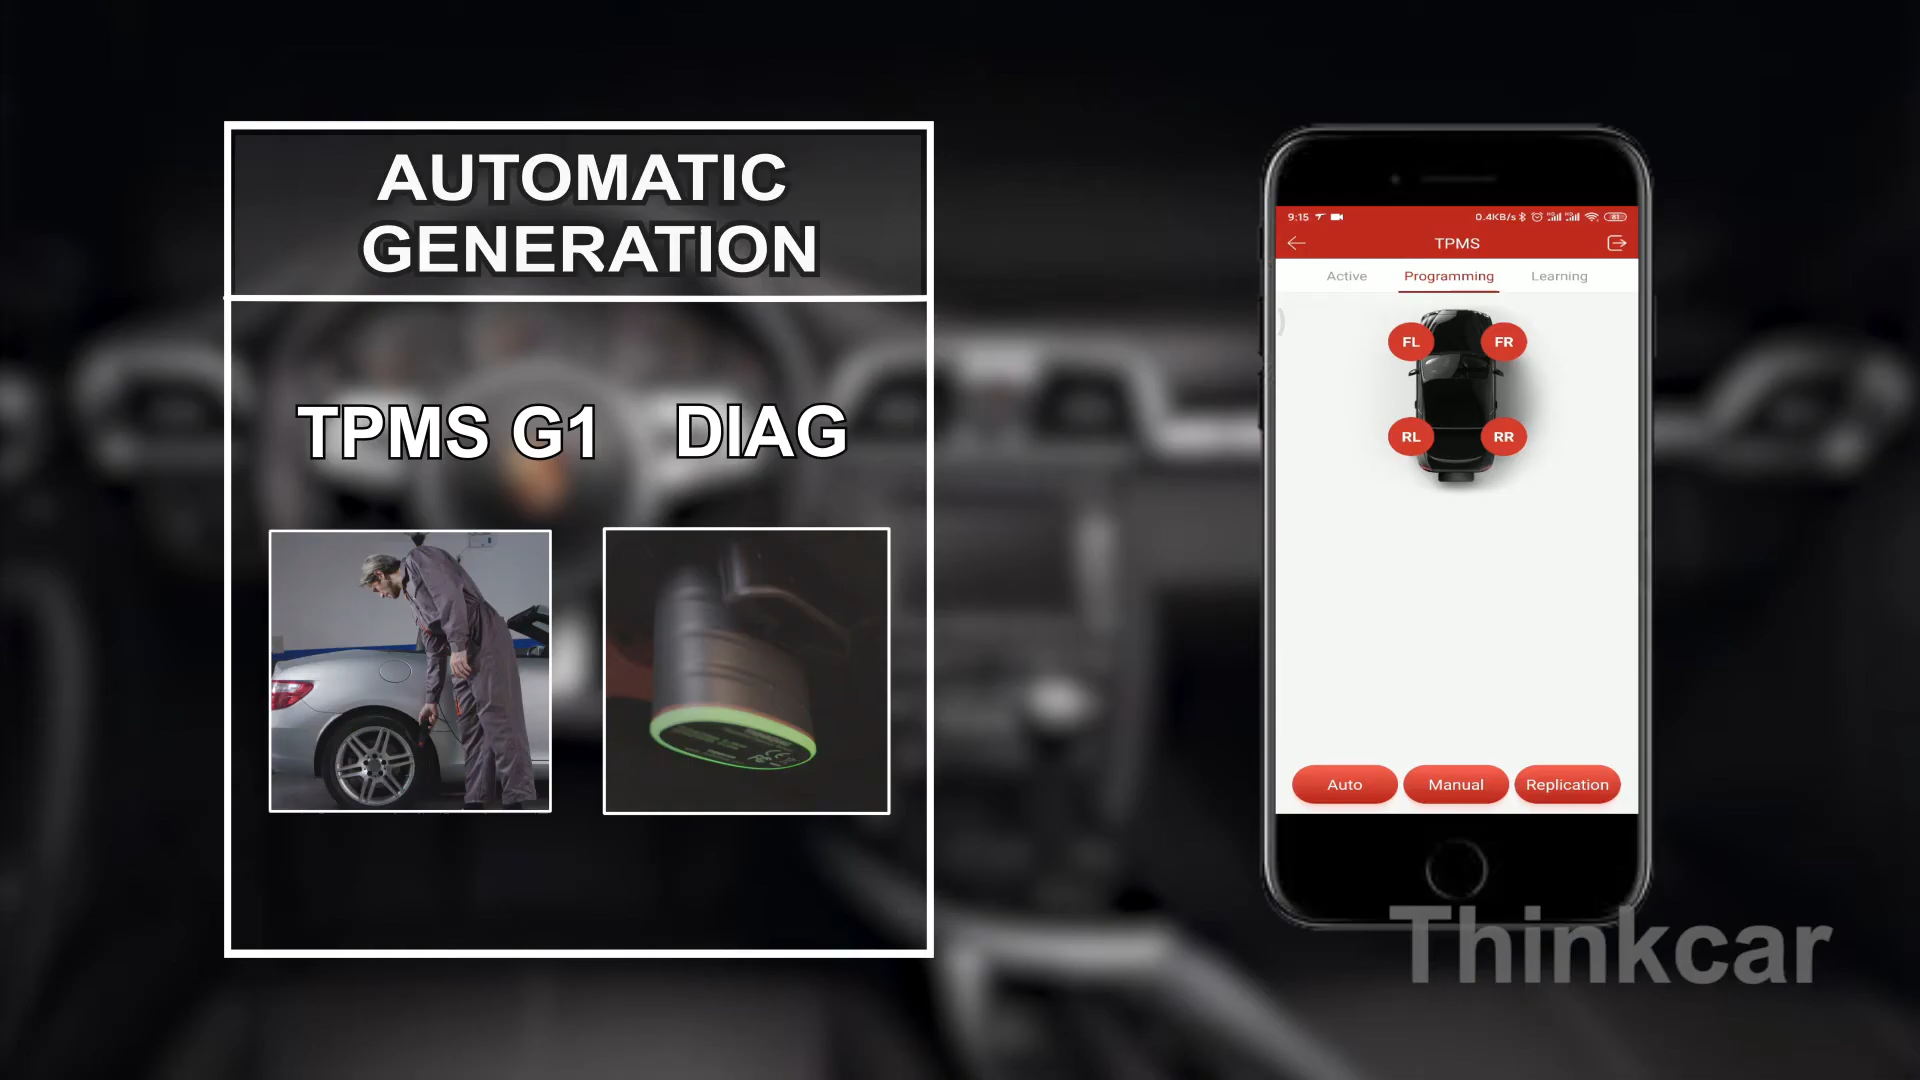 AUTOMATIC
GENERATION
TPMS G1 DIAG
9:15 0.4KB/s 81
TPMS
Active Programming Learning
FL FR
RL RR
Auto Manual Replication
Thinkcar